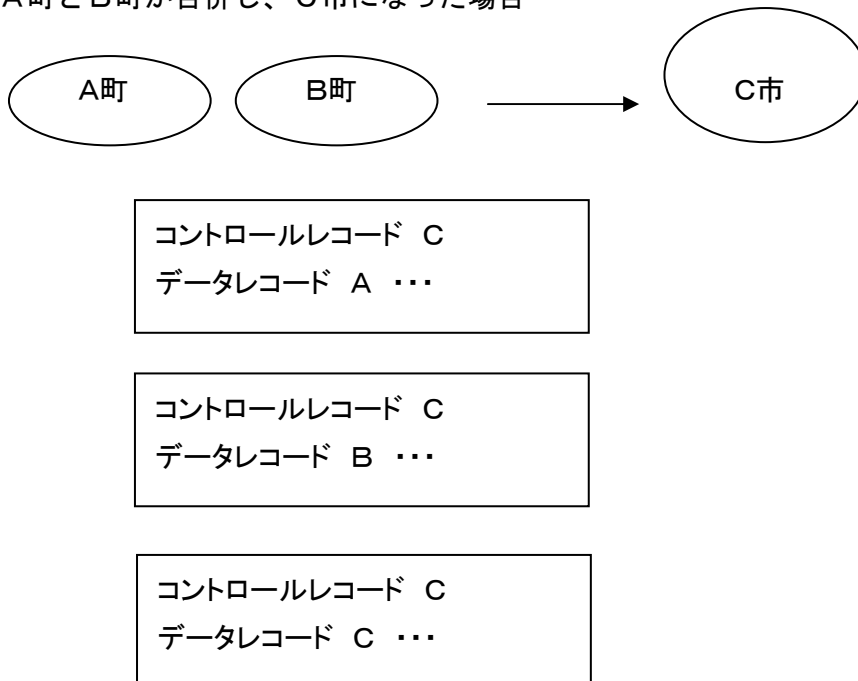 A町とB町が合併し、C市になった場合
A町 B町 C市
コントロールレコード C
データレコード A ・・・
コントロールレコード C
データレコード B ・・・
コントロールレコード C
データレコード C ・・・